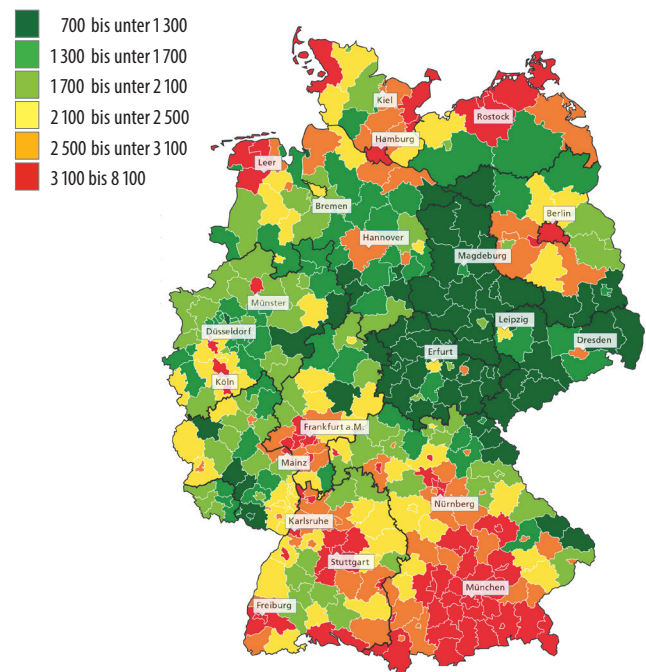 700 bis unter 1 300
1 300 bis unter 1 700
1 700 bis unter 2 100
2 100 bis unter 2 500
2 500 bis unter 3 100
3 100 bis 8 100
Kiel
Rostock
Hamburg
Leer
Bremen
Berlin
Hannover
Magdeburg
Münster
Leipzig
Düsseldorf
Dresden
Erfurt
Köln
Frankfurt a.M.
Mainz
Nürnberg
Karlsruhe
Stuttgart
München
Freiburg